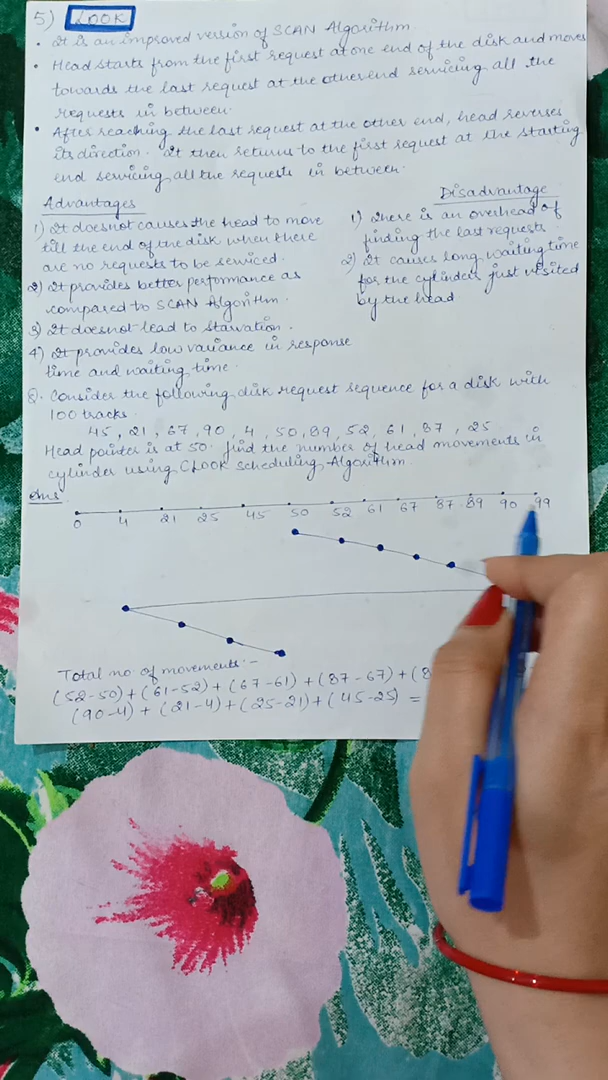 5) LOOK
• It is an improved version of SCAN Algorithm
• Head starts from the first request at one end of the disk and moves
towards the last request at the other end servicing all the
requests in between.
• After reaching the last request at the other end, head reverses
its direction. It then returns to the first request at the starting
end servicing all the requests in between.
Advantages
1) It doesnot causes the head to move
till the end of the disk when there
are no requests to be serviced.
2) It provides better performance as
compared to SCAN Algorithm.
3) It doesnot lead to starvation.
4) It provides low variance in response
time and waiting time.
Disadvantage
1) There is an overhead of
finding the last requests.
2) It causes long waiting time
for the cylinders just visited
by the head
Q. Consider the following disk request sequence for a disk with
100 tracks
45, 21, 67, 90, 4, 50, 89, 52, 61, 87, 25
Head pointer is at 50. Find the number of head movements in
cylinder using CLOOK scheduling Algorithm.
Ans
0 4 21 25 45 50 52 61 67 87 89 90 99
Total no of movements:-
(52-50)+(61-52)+(67-61)+(87-67)+(8
(90-4)+(21-4)+(25-21)+(45-25) =